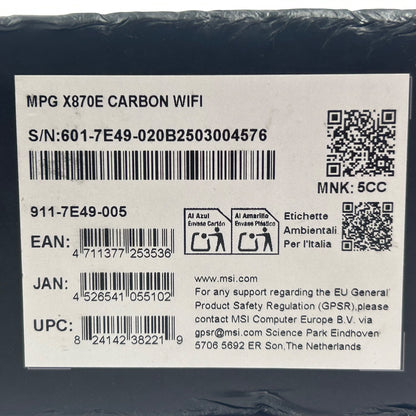 MPG X870E CARBON WIFI
S/N:601-7E49-020B2503004576
MNK: 5CC
911-7E49-005
Al Azul
Envase Cartón
Al Amarillo
Envase Plástico
Etichette
Ambientali
Per l'Italia
EAN:
4 711377 253536
JAN:
4 526541 055102
UPC:
8 24142 38221 9
www.msi.com
For any support regarding the EU General
Product Safety Regulation (GPSR),please
contact MSI Computer Europe B.V. via
gpsr@msi.com Science Park Eindhoven
5706 5692 ER Son,The Netherlands